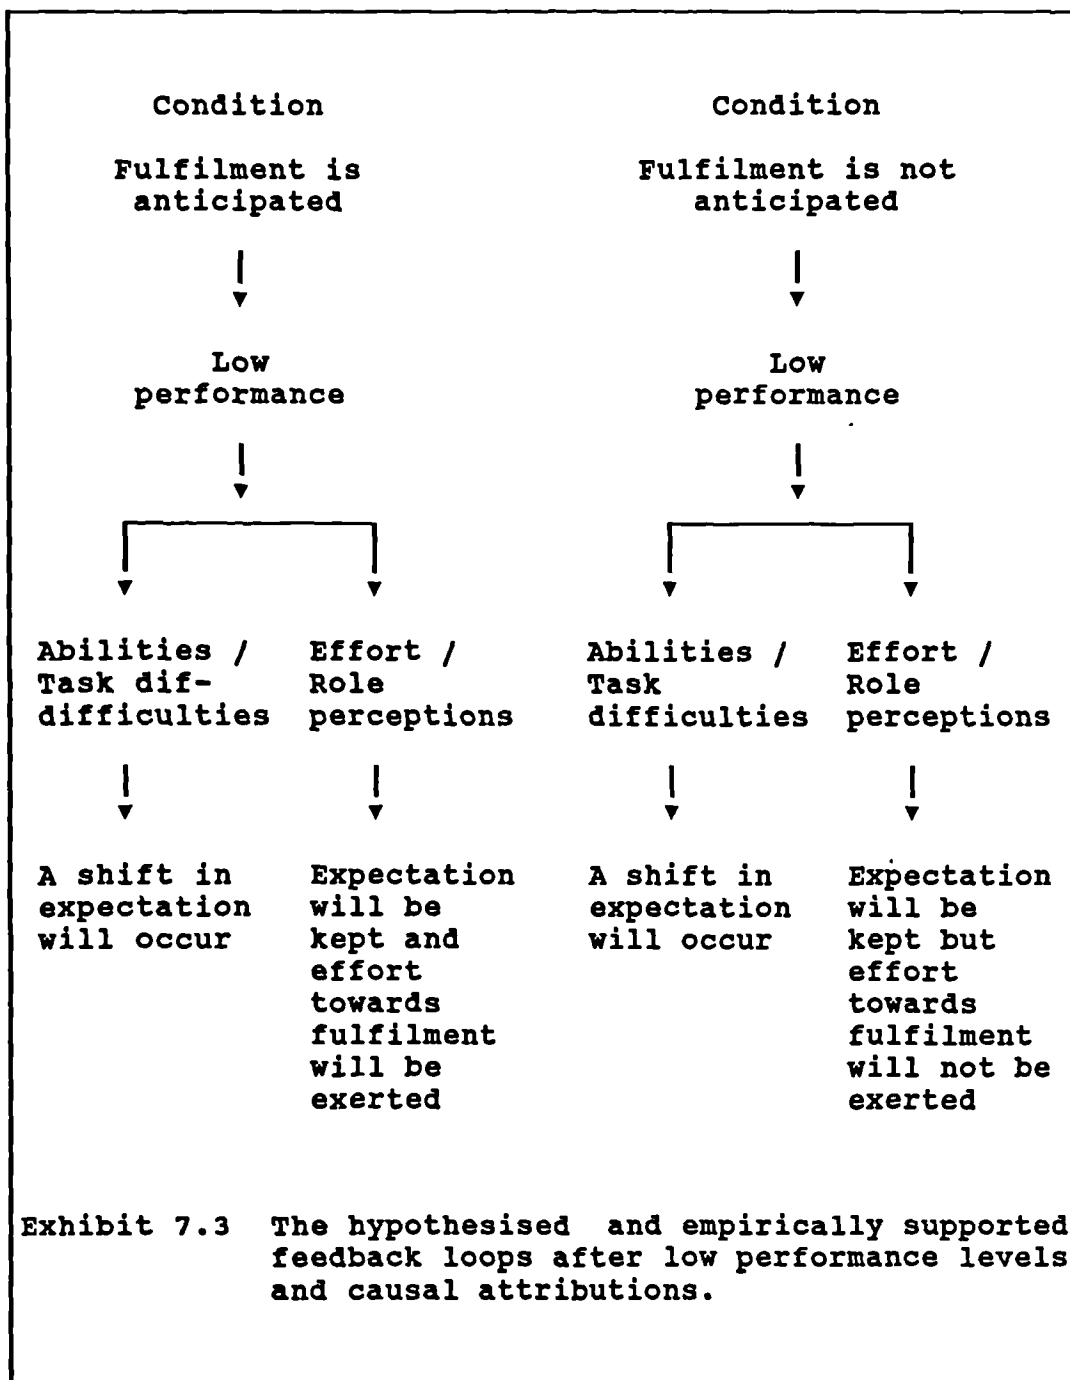 Condition
Fulfilment is
anticipated
Low
performance
Abilities /
Task dif-
difficulties
Effort /
Role
perceptions
A shift in
expectation
will occur
Expectation
will be
kept and
effort
towards
fulfilment
will be
exerted
Condition
Fulfilment is not
anticipated
Low
performance
Abilities /
Task
difficulties
Effort /
Role
perceptions
A shift in
expectation
will occur
Expectation
will be
kept but
effort
towards
fulfilment
will not be
exerted
Exhibit 7.3 The hypothesised and empirically supported
feedback loops after low performance levels
and causal attributions.